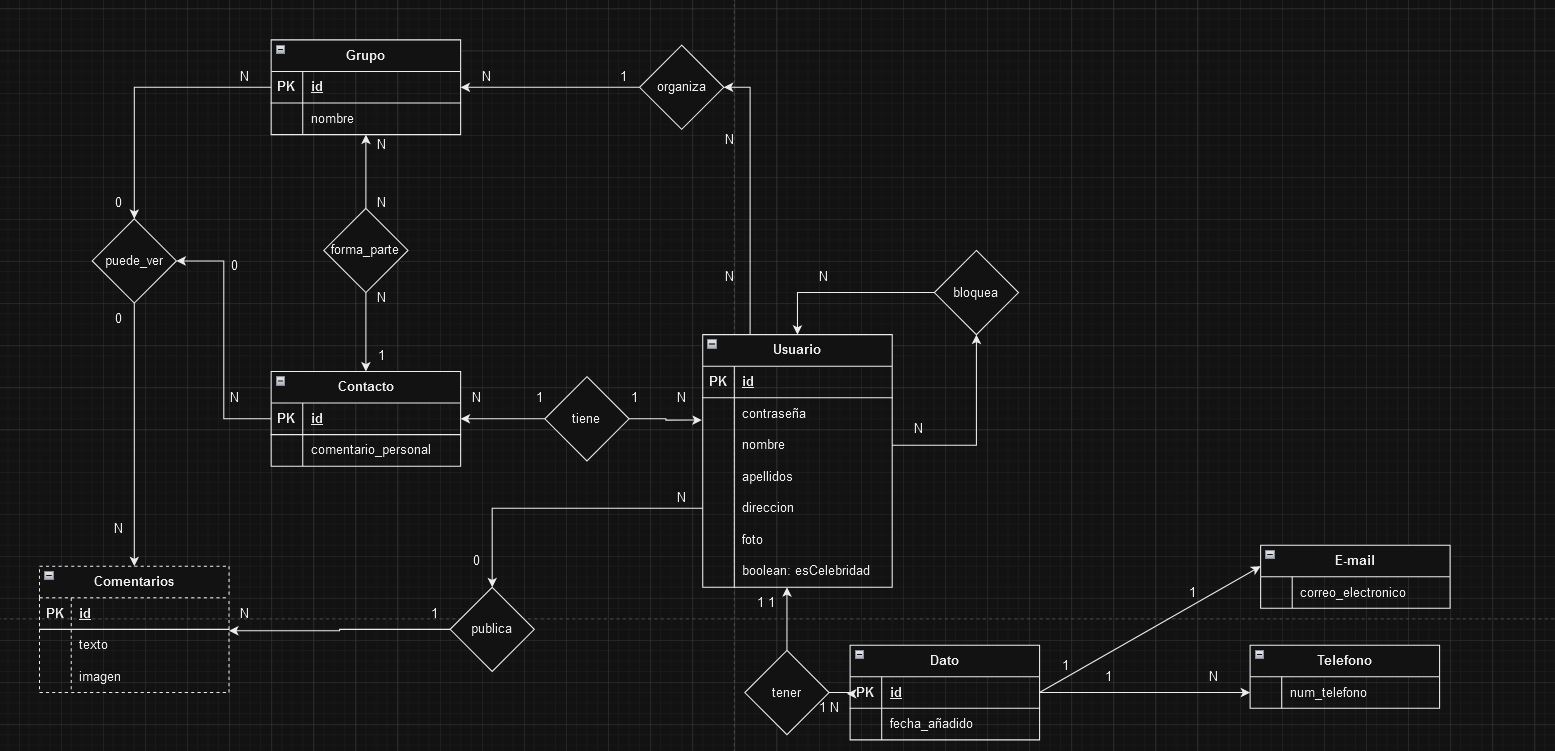 Grupo
N
N
1
organiza
PK
id
nombre
N
N
0
N
forma_parte
puede_ver
0
N
bloquea
N
N
0
N
1
Usuario
Contacto
PK
id
N
N
1
1
N
PK
id
tiene
contraseña
comentario_personal
nombre
N
apellidos
N
direccion
N
foto
0
boolean: esCelebridad
E-mail
Comentarios
correo_electronico
1
1 1
PK
id
N
1
publica
texto
Dato
Telefono
1
1
N
imagen
tener
PK
id
num_telefono
1 N
fecha_añadido